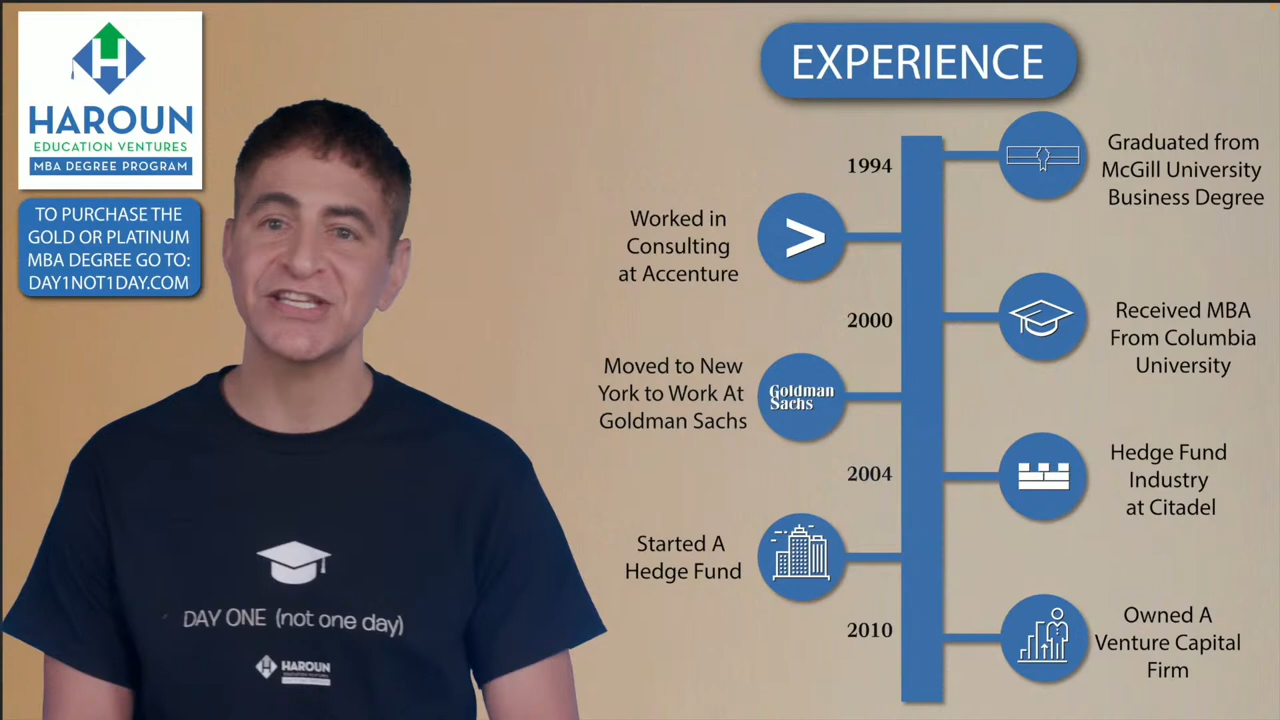 H
HAROUN
EDUCATION VENTURES
MBA DEGREE PROGRAM
TO PURCHASE THE
GOLD OR PLATINUM
MBA DEGREE GO TO:
DAY1NOT1DAY.COM
DAY ONE (not one day)
H HAROUN
EDUCATION VENTURES
EXPERIENCE
1994
Graduated from
McGill University
Business Degree
Worked in
Consulting
at Accenture
>
2000
Received MBA
From Columbia
University
Moved to New
York to Work At
Goldman Sachs
Goldman
Sachs
2004
Hedge Fund
Industry
at Citadel
Started A
Hedge Fund
2010
Owned A
Venture Capital
Firm